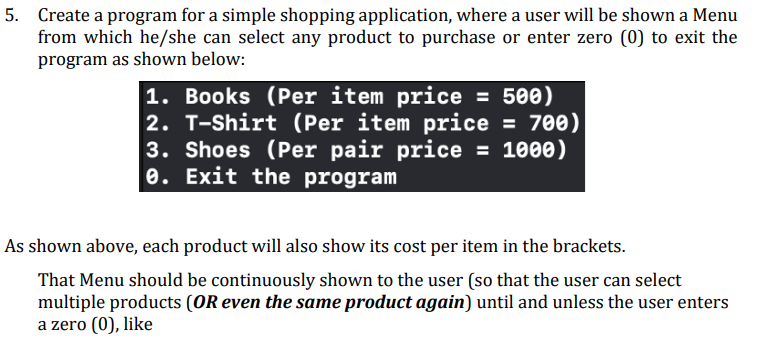 5. Create a program for a simple shopping application, where a user will be shown a Menu
from which he/she can select any product to purchase or enter zero (0) to exit the
program as shown below:
1. Books (Per item price = 500)
2. T-Shirt (Per item price = 700)
3. Shoes (Per pair price = 1000)
0. Exit the program
As shown above, each product will also show its cost per item in the brackets.
That Menu should be continuously shown to the user (so that the user can select
multiple products (OR even the same product again) until and unless the user enters
a zero (0), like